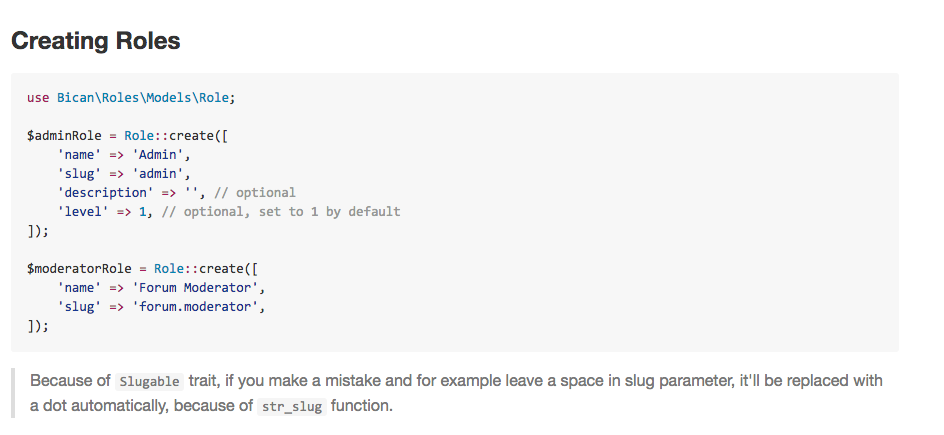 Creating Roles
use Bican\Roles\Models\Role;
$adminRole = Role::create([
    'name' => 'Admin',
    'slug' => 'admin',
    'description' => '', // optional
    'level' => 1, // optional, set to 1 by default
]);
$moderatorRole = Role::create([
    'name' => 'Forum Moderator',
    'slug' => 'forum.moderator',
]);
Because of Slugable trait, if you make a mistake and for example leave a space in slug parameter, it'll be replaced with
a dot automatically, because of str_slug function.